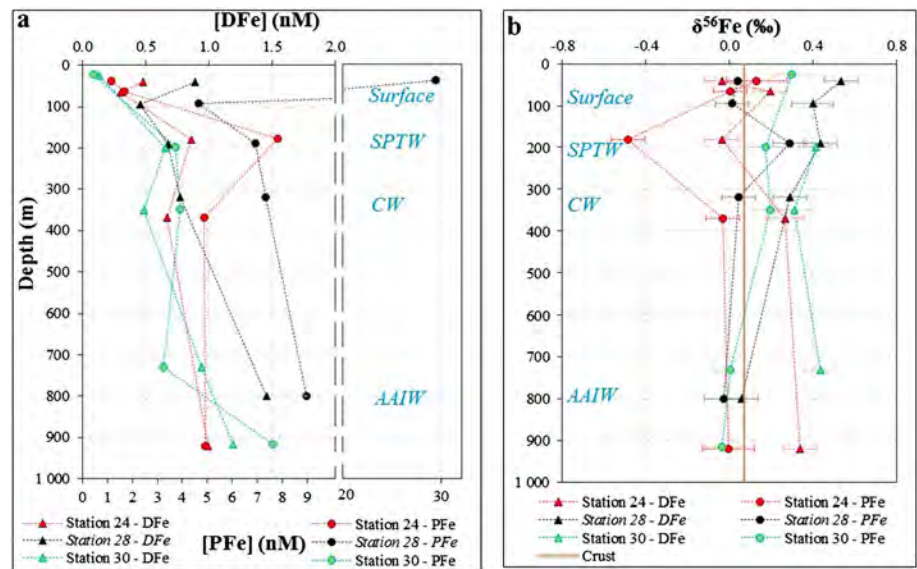 a
[DFe] (nM)
0.0 0.5 1.0 1.5 2.0
0
100
200
300
400
500
600
700
800
900
1 000
Depth (m)
Surface
SPTW
CW
AAIW
0 1 2 3 4 5 6 7 8 9 20 30
[PFe] (nM)
Station 24 - DFe
Station 28 - DFe
Station 30 - DFe
Station 24 - PFe
Station 28 - PFe
Station 30 - PFe
b
δ⁵⁶Fe (‰)
-0.8 -0.4 0.0 0.4 0.8
0
100
200
300
400
500
600
700
800
900
1 000
Surface
SPTW
CW
AAIW
Station 24 - DFe
Station 28 - DFe
Station 30 - DFe
Crust
Station 24 - PFe
Station 28 - PFe
Station 30 - PFe